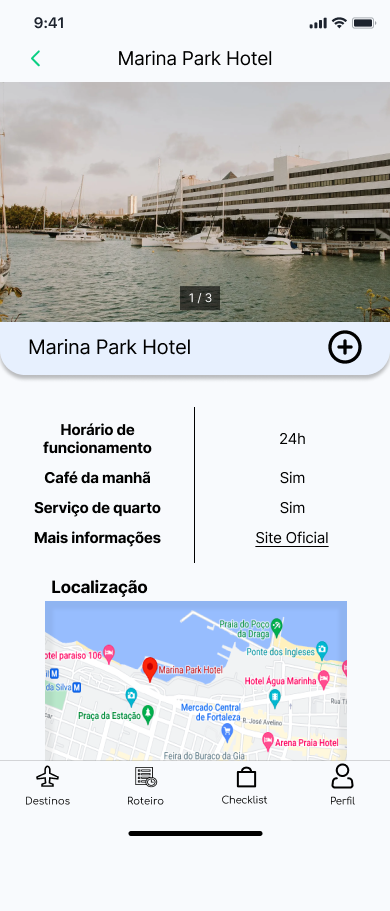 9:41
Marina Park Hotel
1 / 3
Marina Park Hotel
Horário de
funcionamento
24h
Café da manhã
Sim
Serviço de quarto
Sim
Mais informações
Site Oficial
Localização
Praia do Poço
da Draga
Ponte dos Ingleses
otel paraiso 106
Marina Park Hotel
M
da Silva
M
Hotel Água Marinha
Rua Ti
Praça da Estação
Mercado Central
de Fortaleza
R. José Avelino
Arena Praia Hotel
Feira do Buraco da Gia
Destinos
Roteiro
Checklist
Perfil